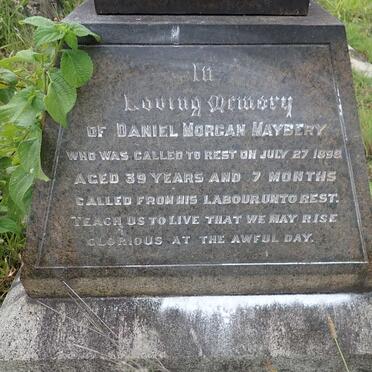 In
Loving Memory
OF DANIEL MORGAN MAYBERY
WHO WAS CALLED TO REST ON JULY 27 1898
AGED 39 YEARS AND 7 MONTHS
CALLED FROM HIS LABOUR UNTO REST.
TEACH US TO LIVE THAT WE MAY RISE
GLORIOUS AT THE AWFUL DAY.